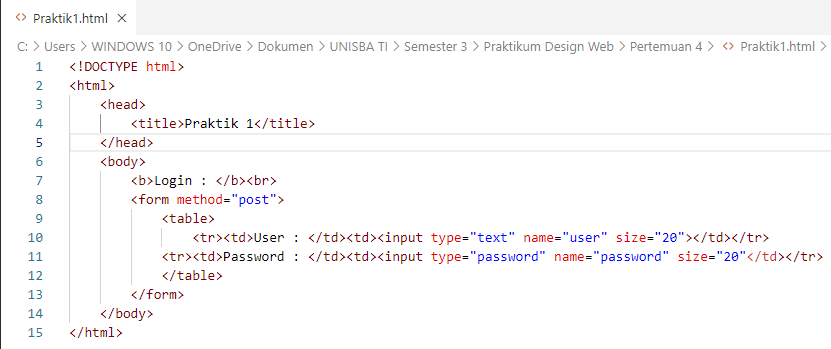 <> Praktik1.html ×
C: > Users > WINDOWS 10 > OneDrive > Dokumen > UNISBA TI > Semester 3 > Praktikum Design Web > Pertemuan 4 > <> Praktik1.html >
1 <!DOCTYPE html>
2 <html>
3 <head>
4 <title>Praktik 1</title>
5 </head>
6 <body>
7 <b>Login : </b><br>
8 <form method="post">
9 <table>
10 <tr><td>User : </td><td><input type="text" name="user" size="20"></td></tr>
11 <tr><td>Password : </td><td><input type="password" name="password" size="20"</td></tr>
12 </table>
13 </form>
14 </body>
15 </html>